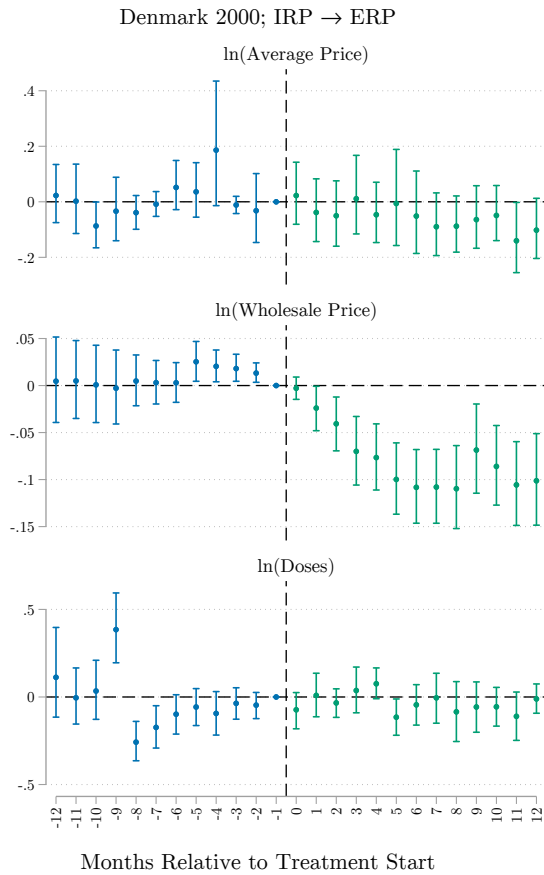 Denmark 2000; IRP → ERP
ln(Average Price)
.4
.2
0
-.2
ln(Wholesale Price)
.05
0
-.05
-.1
-.15
ln(Doses)
.5
0
-.5
-12 -11 -10 -9 -8 -7 -6 -5 -4 -3 -2 -1 0 1 2 3 4 5 6 7 8 9 10 11 12
Months Relative to Treatment Start